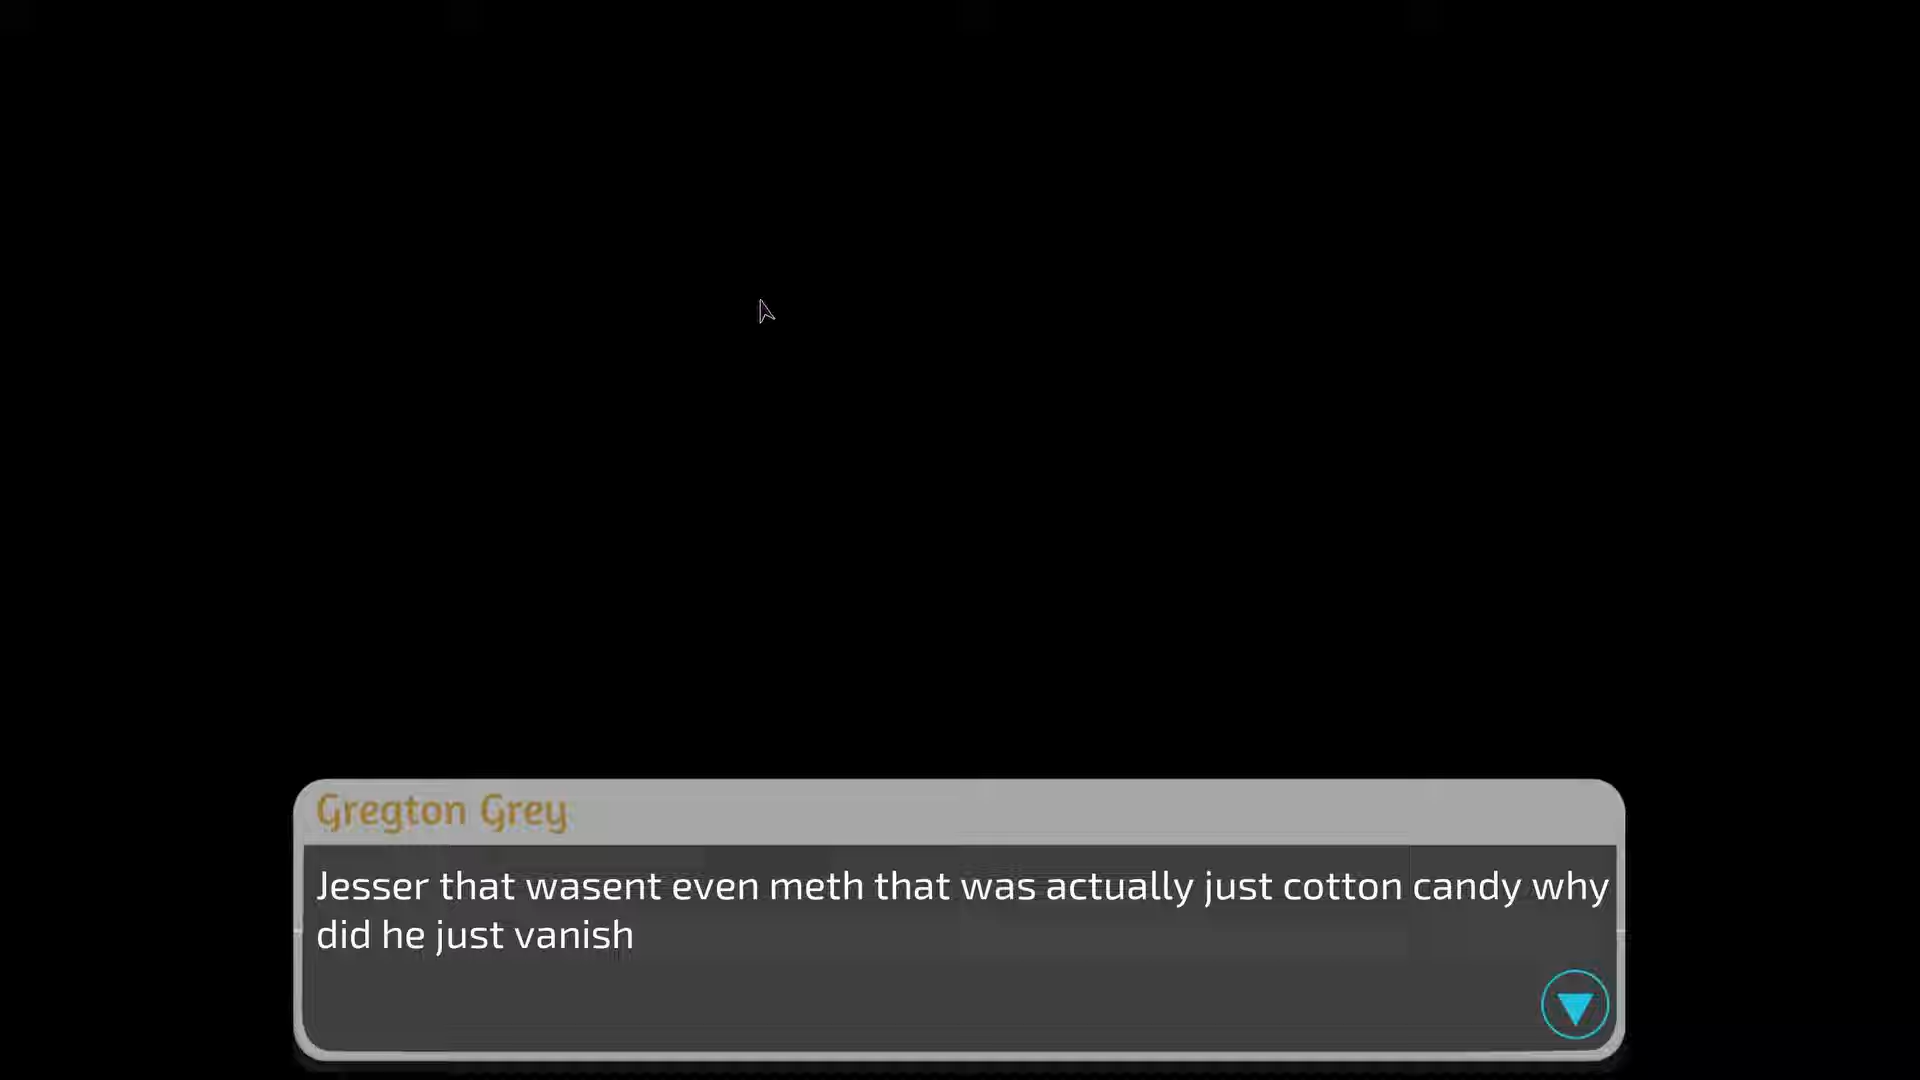 Gregton Grey
Jesser that wasent even meth that was actually just cotton candy why
did he just vanish